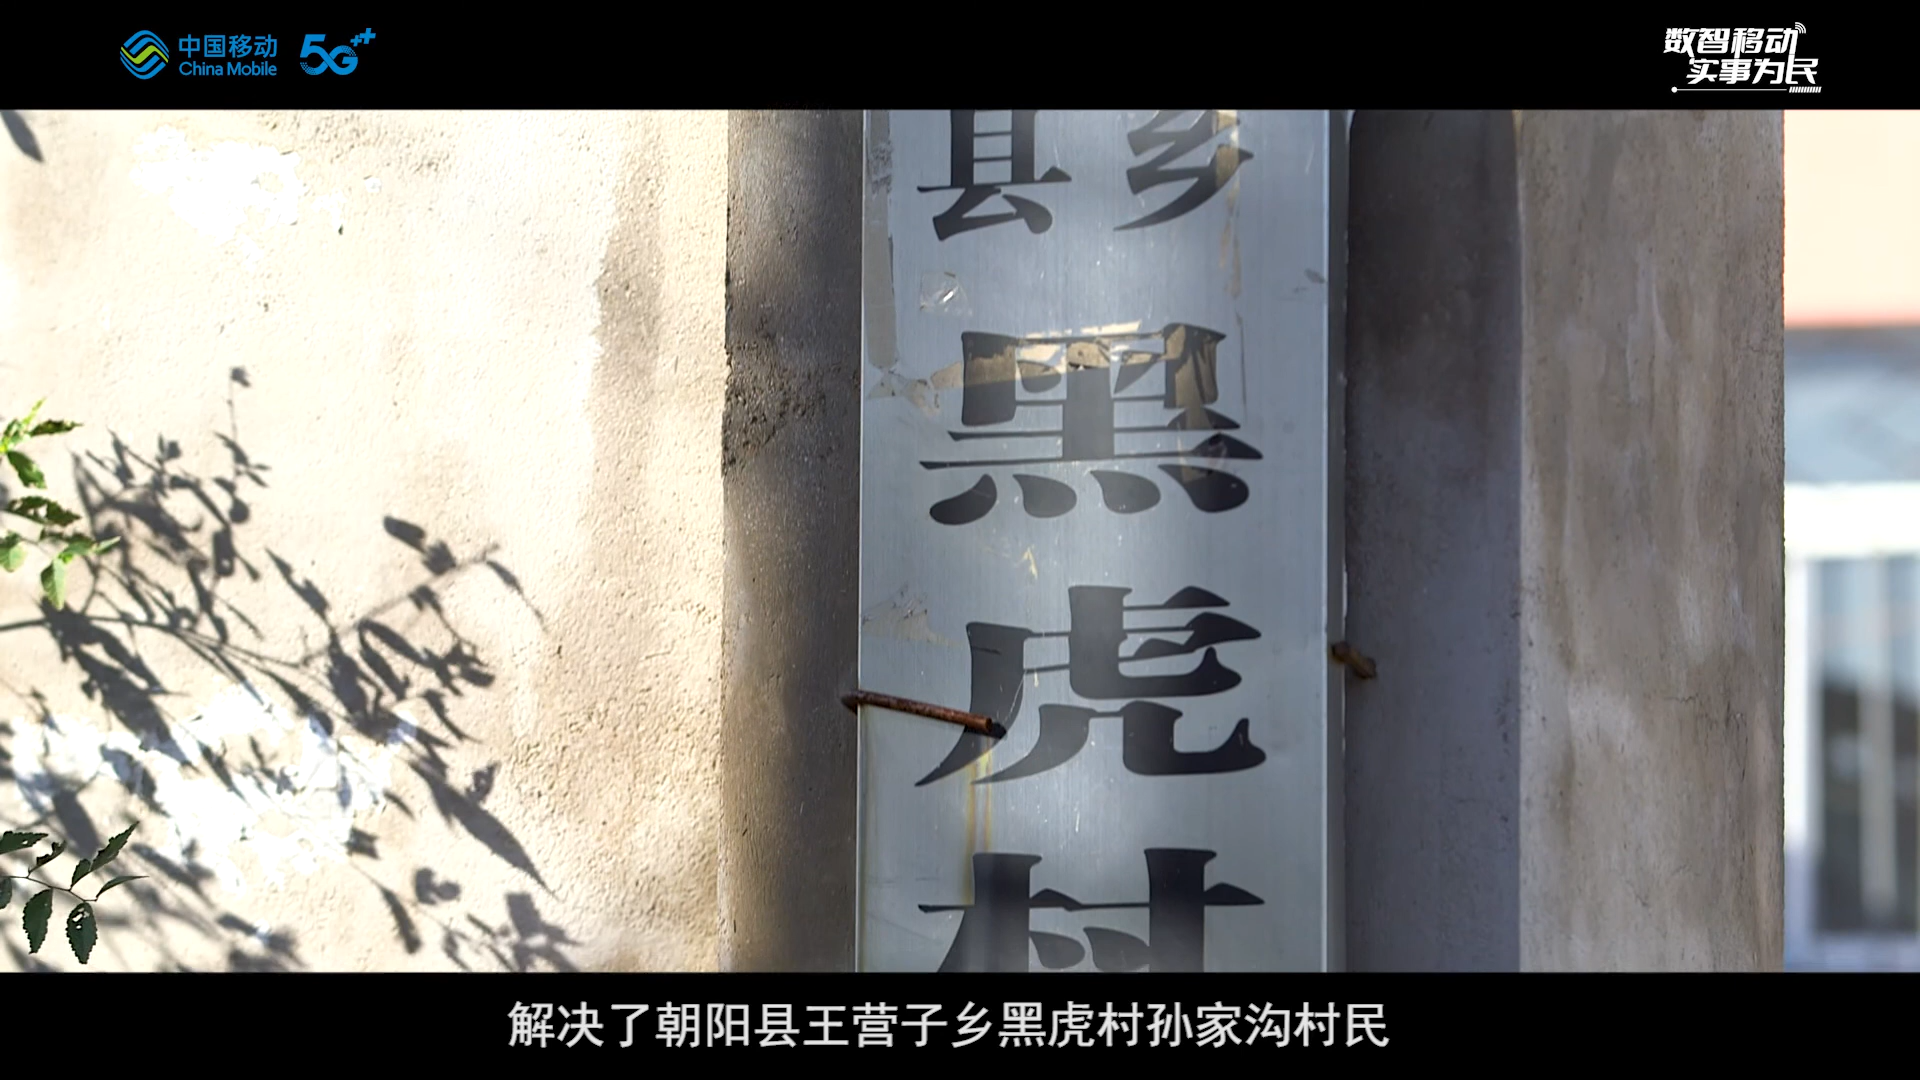 中国移动
China Mobile
5G++
数智移动
实事为民
县 乡
黑
虎
村
解决了朝阳县王营子乡黑虎村孙家沟村民